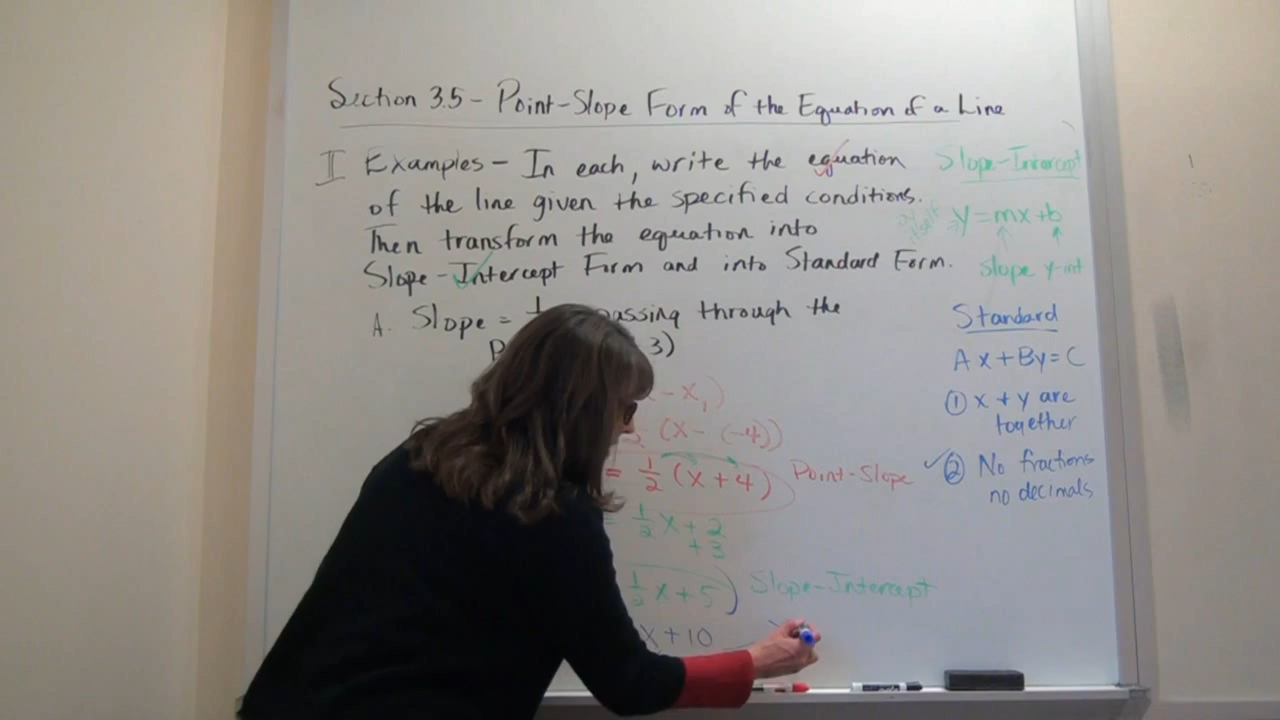 Section 3.5 - Point-Slope Form of the Equation of a Line
II Examples - In each, write the equation
of the line given the specified conditions.
Then transform the equation into
Slope-Intercept Form and into Standard Form.
A. Slope = 1 passing through the
P 3)
- x₁)
(x - (-4))
= 1/2 (x + 4) Point-Slope
= 1/2 x + 2
+ 3
1/2 x + 5 Slope-Intercept
x + 10
Slope-Intercept
y = mx + b
slope y-int
Standard
Ax + By = C
① x + y are
together
② No fractions
no decimals